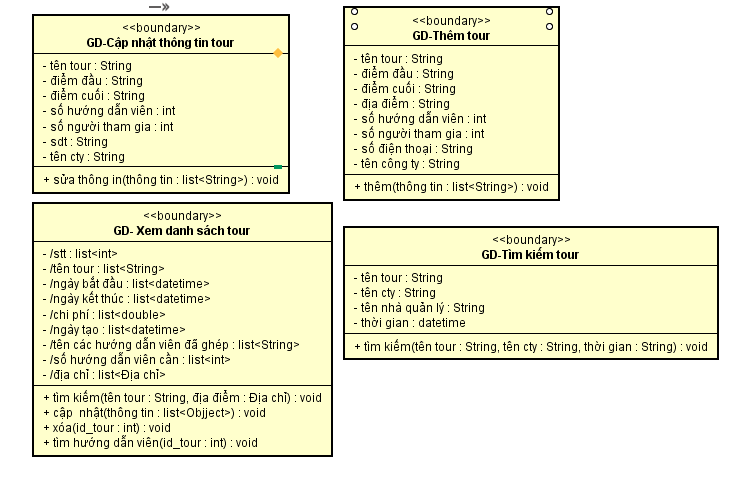 <<boundary>>
GD-Cập nhật thông tin tour
- tên tour : String
- điểm đầu : String
- điểm cuối : String
- số hướng dẫn viên : int
- số người tham gia : int
- sdt : String
- tên cty : String
+ sửa thông in(thông tin : list<String>) : void
<<boundary>>
GD-Thêm tour
- tên tour : String
- điểm đầu : String
- điểm cuối : String
- địa điểm : String
- số hướng dẫn viên : int
- số người tham gia : int
- số điện thoại : String
- tên công ty : String
+ thêm(thông tin : list<String>) : void
<<boundary>>
GD- Xem danh sách tour
- /stt : list<int>
- /tên tour : list<String>
- /ngày bắt đầu : list<datetime>
- /ngày kết thúc : list<datetime>
- /chi phí : list<double>
- /ngày tạo : list<datetime>
- /tên các hướng dẫn viên đã ghép : list<String>
- /số hướng dẫn viên cần : list<int>
- /địa chỉ : list<Địa chỉ>
+ tìm kiếm(tên tour : String, địa điểm : Địa chỉ) : void
+ cập  nhật(thông tin : list<Objject>) : void
+ xóa(id_tour : int) : void
+ tìm hướng dẫn viên(id_tour : int) : void
<<boundary>>
GD-Tìm kiếm tour
- tên tour : String
- tên cty : String
- tên nhà quản lý : String
- thời gian : datetime
+ tìm kiếm(tên tour : String, tên cty : String, thời gian : String) : void